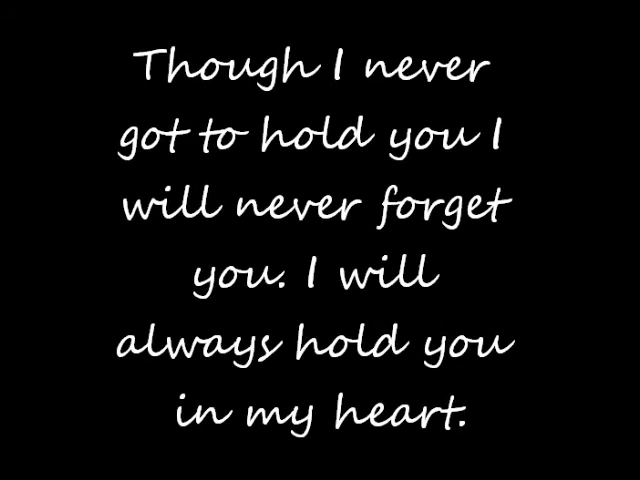 Though I never
got to hold you I
will never forget
you. I will
always hold you
in my heart.